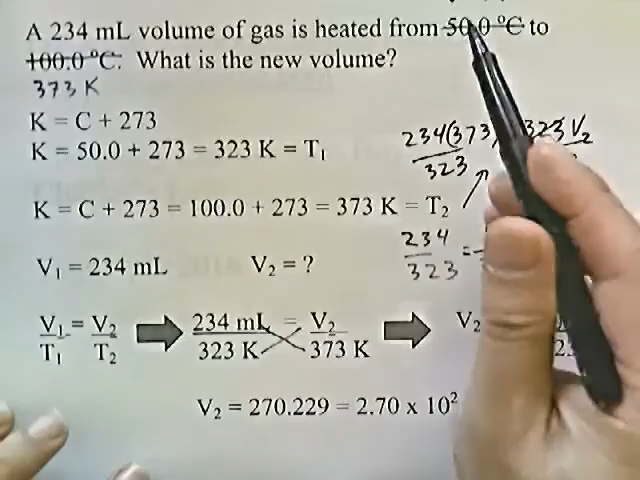 A 234 mL volume of gas is heated from 50.0 °C to
100.0 °C. What is the new volume?
373 K
K = C + 273
K = 50.0 + 273 = 323 K = T₁
234(373) 323 V₂
323
K = C + 273 = 100.0 + 273 = 373 K = T₂
234
323 =
V₁ = 234 mL V₂ = ?
V₁ = V₂ 234 mL = V₂ V₂
T₁ T₂ 323 K 373 K
V₂ = 270.229 = 2.70 x 10²